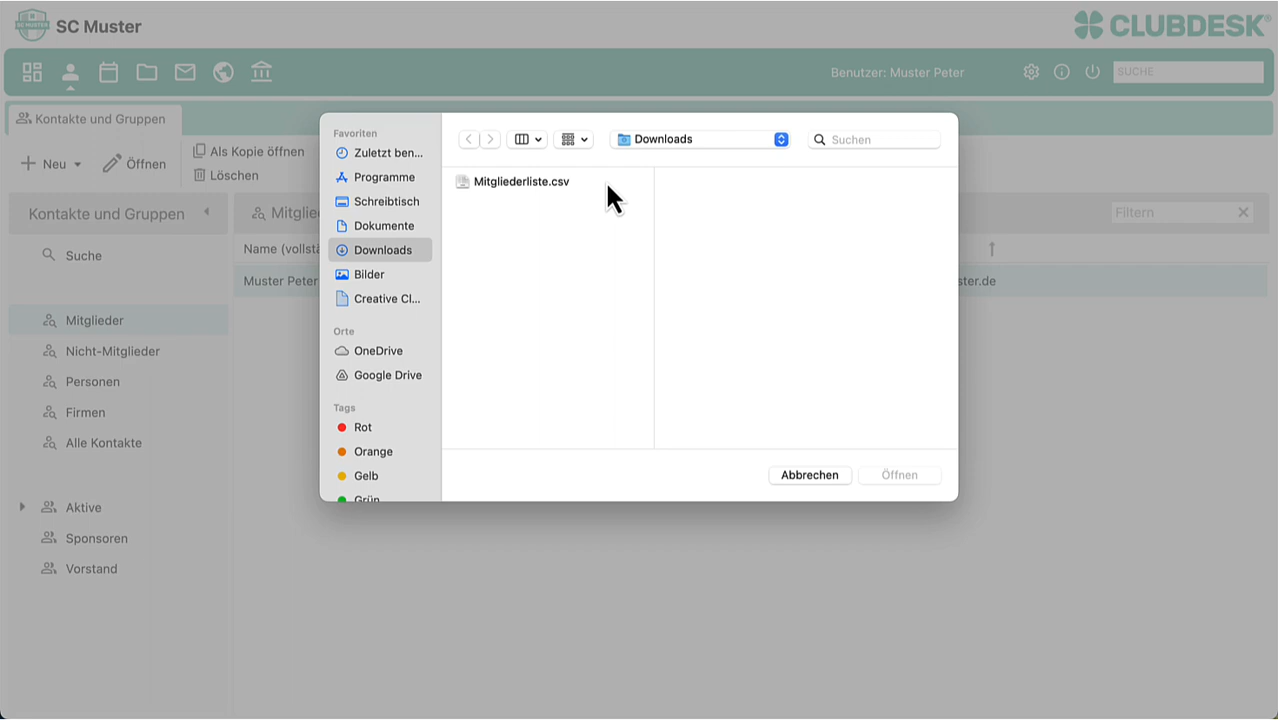 SC MUSTER
SC Muster
CLUBDESK®
Benutzer: Muster Peter
SUCHE
Kontakte und Gruppen
Neu
Öffnen
Als Kopie öffnen
Löschen
Kontakte und Gruppen
Suche
Mitglieder
Nicht-Mitglieder
Personen
Firmen
Alle Kontakte
Aktive
Sponsoren
Vorstand
Filtern
Name
Muster Peter
ster.de
Favoriten
Zuletzt ben...
Programme
Schreibtisch
Dokumente
Downloads
Bilder
Creative Cl...
Orte
OneDrive
Google Drive
Tags
Rot
Orange
Gelb
Grün
Downloads
Suchen
Mitgliederliste.csv
Abbrechen
Öffnen